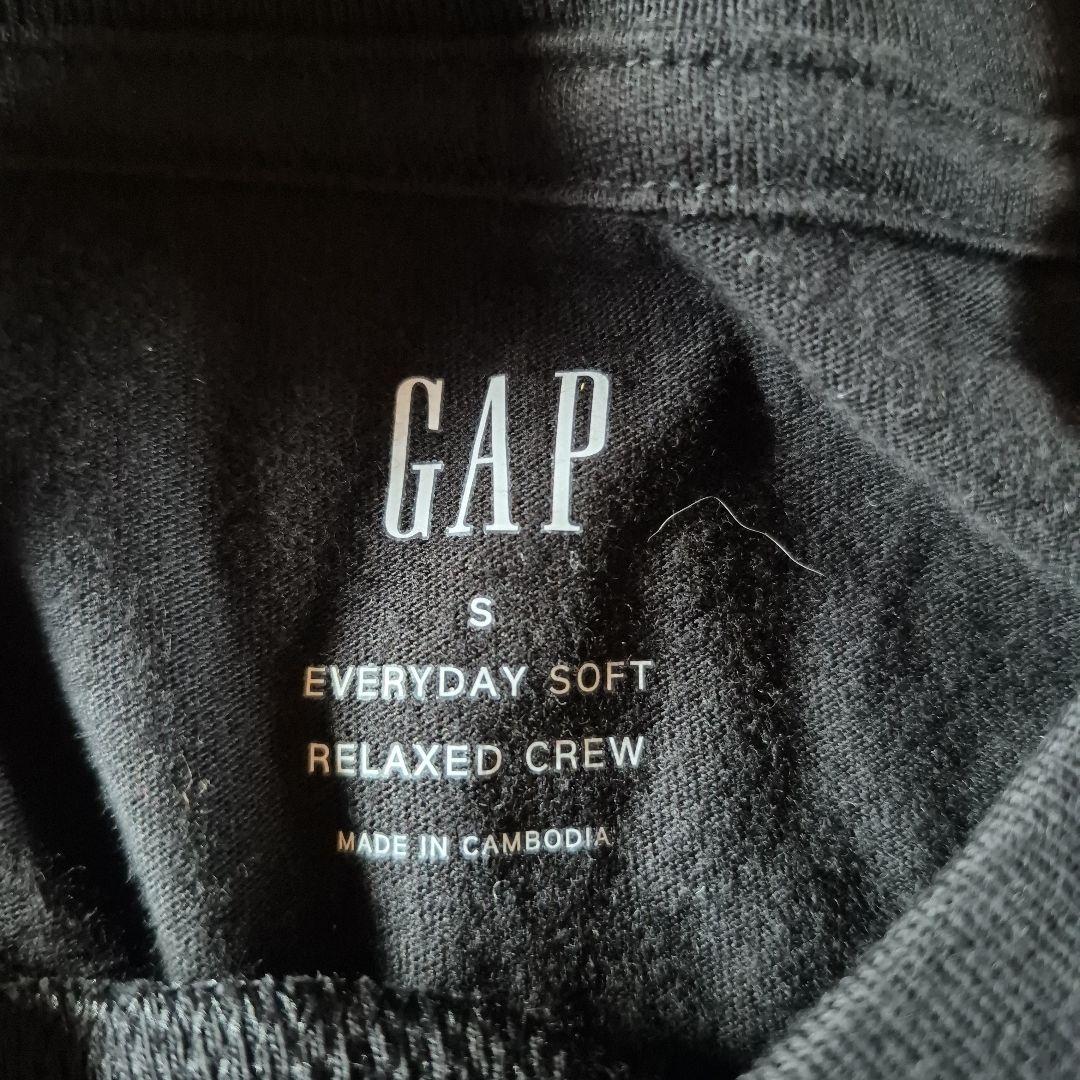 GAP
S
EVERYDAY SOFT
RELAXED CREW
MADE IN CAMBODIA